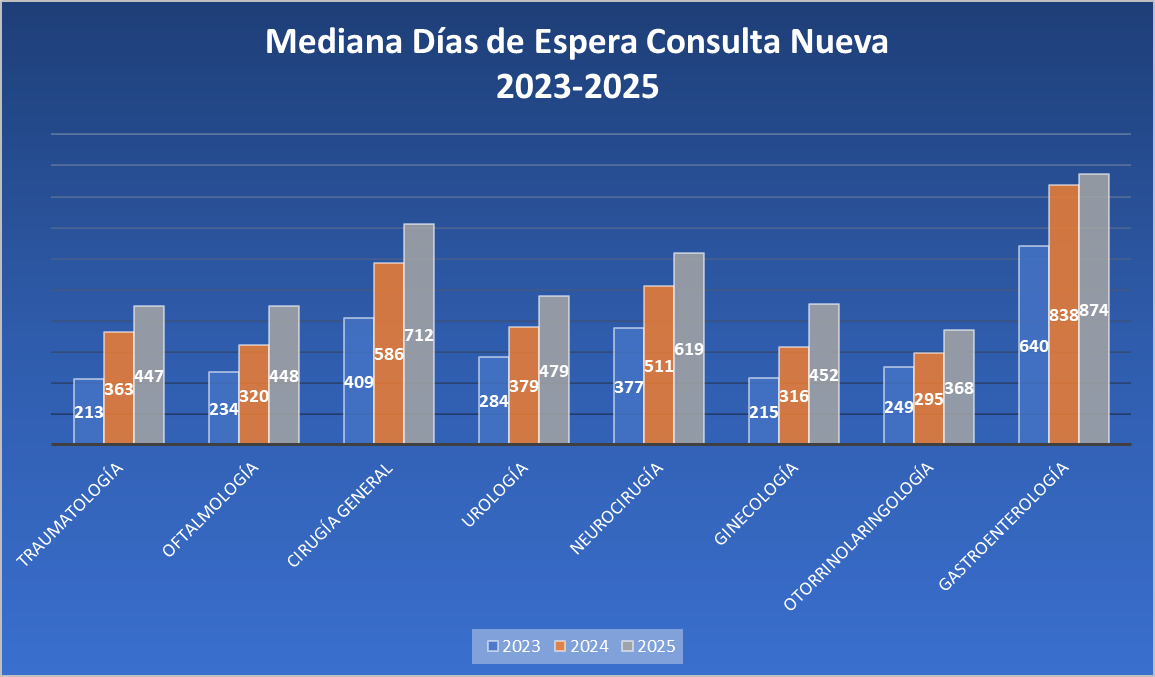 Mediana Días de Espera Consulta Nueva
2023-2025
213 363 447
234 320 448
409 586 712
284 379 479
377 511 619
215 316 452
249 295 368
640 838 874
TRAUMATOLOGÍA
OFTALMOLOGÍA
CIRUGÍA GENERAL
UROLOGÍA
NEUROCIRUGÍA
GINECOLOGÍA
OTORRINOLARINGOLOGÍA
GASTROENTEROLOGÍA
2023 2024 2025